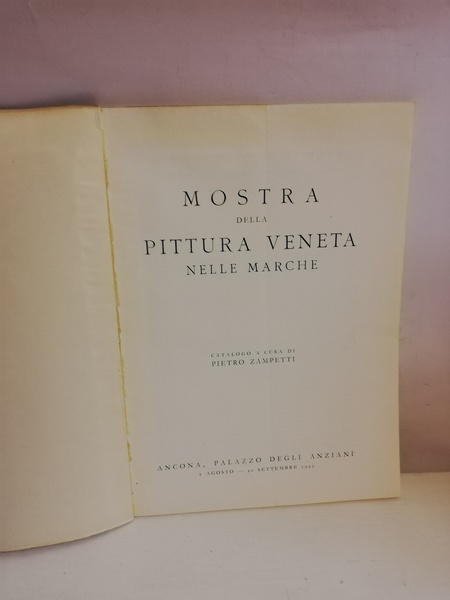 MOSTRA
DELLA
PITTURA VENETA
NELLE MARCHE
CATALOGO A CURA DI
PIETRO ZAMPETTI
ANCONA, PALAZZO DEGLI ANZIANI
AGOSTO — SETTEMBRE